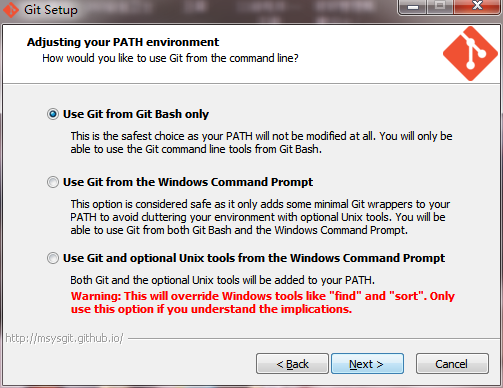 Git Setup
Adjusting your PATH environment
How would you like to use Git from the command line?
Use Git from Git Bash only
This is the safest choice as your PATH will not be modified at all. You will only be
able to use the Git command line tools from Git Bash.
Use Git from the Windows Command Prompt
This option is considered safe as it only adds some minimal Git wrappers to your
PATH to avoid cluttering your environment with optional Unix tools. You will be
able to use Git from both Git Bash and the Windows Command Prompt.
Use Git and optional Unix tools from the Windows Command Prompt
Both Git and the optional Unix tools will be added to your PATH.
Warning: This will override Windows tools like "find" and "sort". Only
use this option if you understand the implications.
http://msysgit.github.io/
< Back
Next >
Cancel